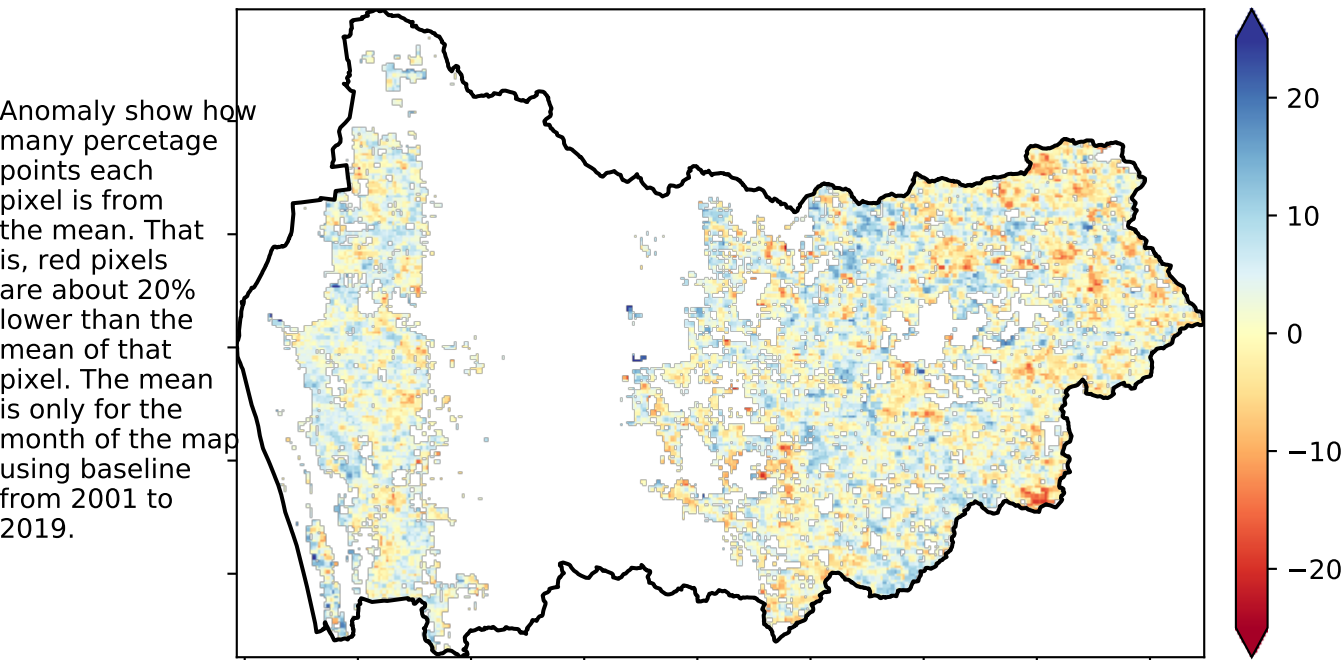 Anomaly show how
many percetage
points each
pixel is from
the mean. That
is, red pixels
are about 20%
lower than the
mean of that
pixel. The mean
is only for the
month of the map
using baseline
from 2001 to
2019.
20
10
0
−10
−20